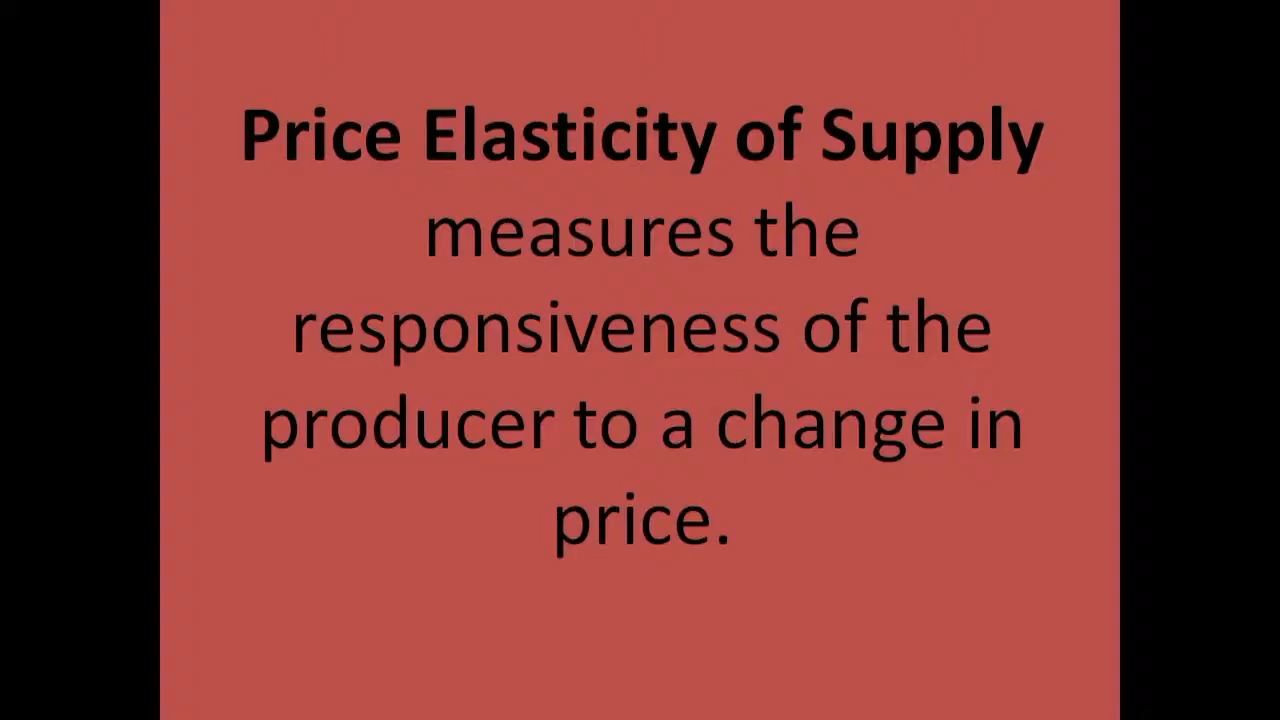 Price Elasticity of Supply
measures the
responsiveness of the
producer to a change in
price.